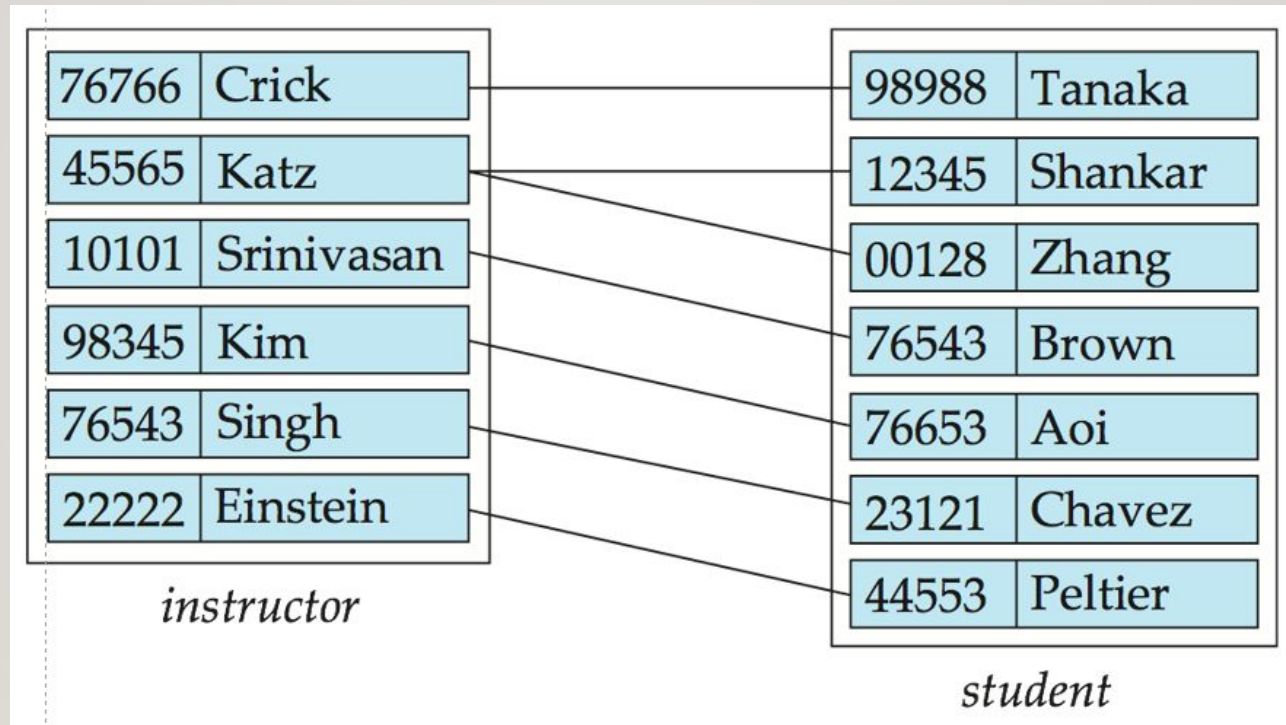 76766 Crick
45565 Katz
10101 Srinivasan
98345 Kim
76543 Singh
22222 Einstein
instructor
98988 Tanaka
12345 Shankar
00128 Zhang
76543 Brown
76653 Aoi
23121 Chavez
44553 Peltier
student